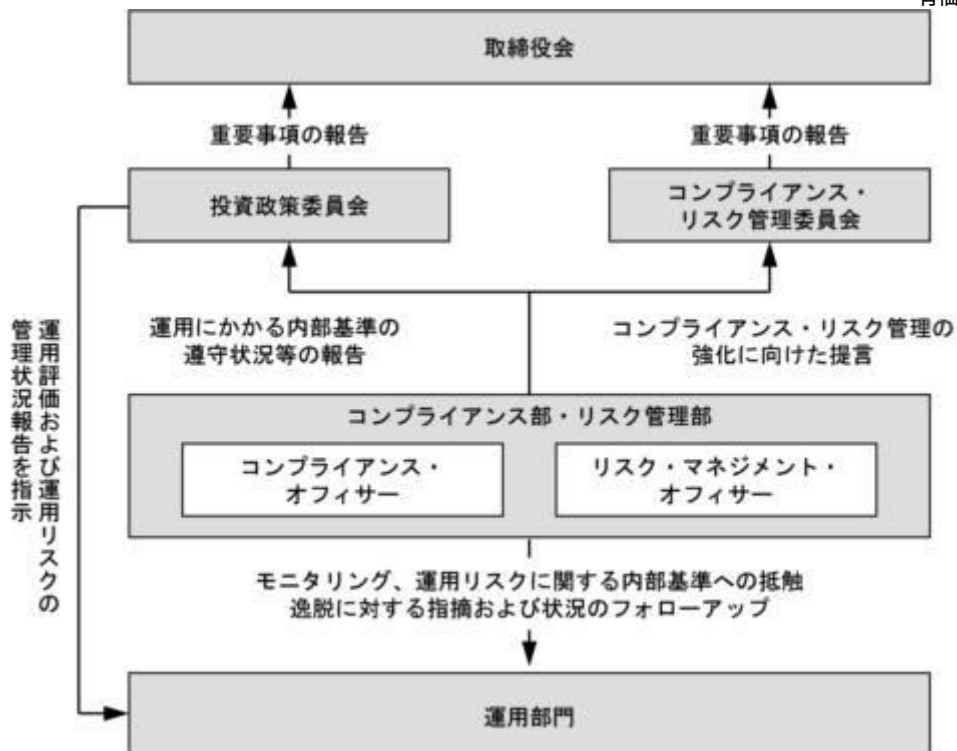 取締役会
重要事項の報告
重要事項の報告
投資政策委員会
コンプライアンス・
リスク管理委員会
運用にかかる内部基準の
遵守状況等の報告
コンプライアンス・リスク管理の
強化に向けた提言
運用評価および運用リスクの
管理状況報告を指示
コンプライアンス部・リスク管理部
コンプライアンス・
オフィサー
リスク・マネジメント・
オフィサー
モニタリング、運用リスクに関する内部基準への抵触
逸脱に対する指摘および状況のフォローアップ
運用部門